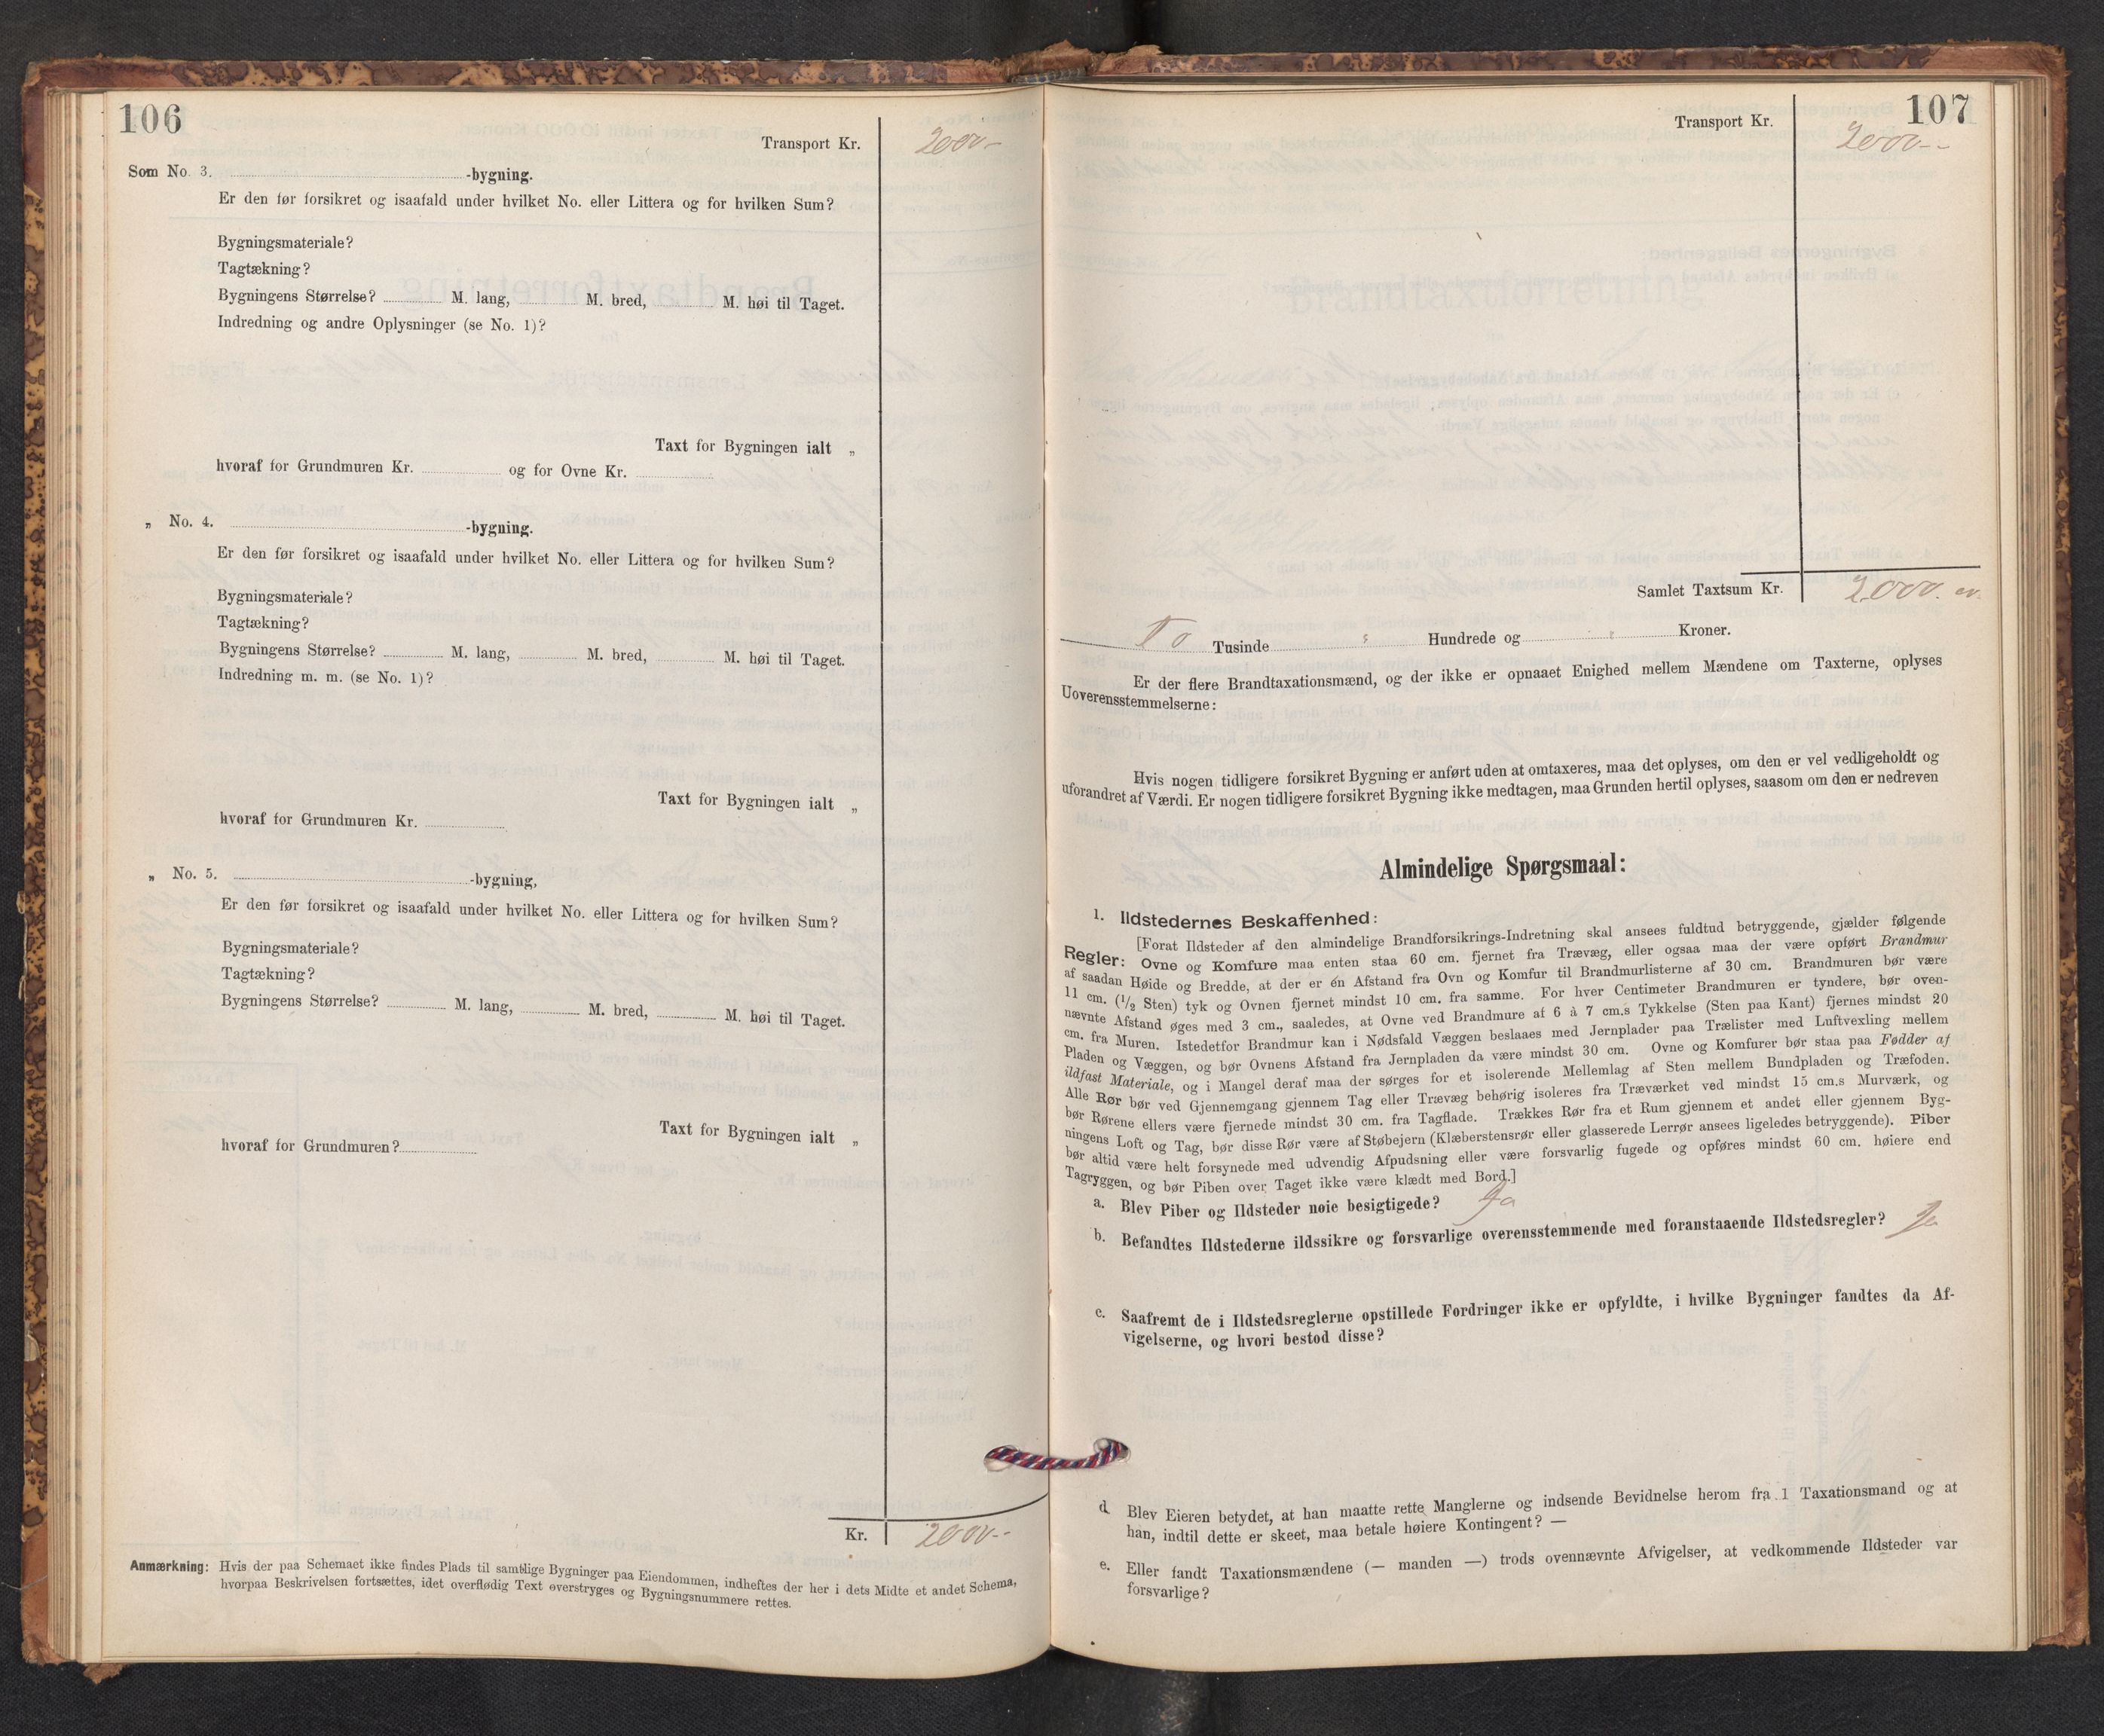 106
Transport Kr. 2000-
Som No. 3. -bygning.
Er den før forsikret og isaafald under hvilket No. eller Littera og for hvilken Sum?
Bygningsmateriale?
Tagtækning?
Bygningens Størrelse? M. lang, M. bred, M. høi til Taget.
Indredning og andre Oplysninger (se No. 1)?
Taxt for Bygningen ialt „
hvoraf for Grundmuren Kr. og for Ovne Kr.
„ No. 4. -bygning.
Er den før forsikret og isaafald under hvilket No. eller Littera og for hvilken Sum?
Bygningsmateriale?
Tagtækning?
Bygningens Størrelse? M. lang, M. bred, M. høi til Taget.
Indredning m. m. (se No. 1)?
Taxt for Bygningen ialt „
hvoraf for Grundmuren Kr.
„ No. 5. -bygning,
Er den før forsikret og isaafald under hvilket No. eller Littera og for hvilken Sum?
Bygningsmateriale?
Tagtækning?
Bygningens Størrelse? M. lang, M. bred, M. høi til Taget.
Taxt for Bygningen ialt „
hvoraf for Grundmuren?
Kr. 2000--
Anmærkning: Hvis der paa Schemaet ikke findes Plads til samtlige Bygninger paa Eiendommen, indheftes der her i dets Midte et andet Schema,
hvorpaa Beskrivelsen fortsættes, idet overflødig Text overstryges og Bygningsnummere rettes.
107
Transport Kr. 2000--
Samlet Taxtsum Kr. 2000.
To Tusinde „ Hundrede og „ Kroner.
Er der flere Brandtaxationsmænd, og der ikke er opnaaet Enighed mellem Mændene om Taxterne, oplyses
Uoverensstemmelserne:
Hvis nogen tidligere forsikret Bygning er anført uden at omtaxeres, maa det oplyses, om den er vel vedligeholdt og
uforandret af Værdi. Er nogen tidligere forsikret Bygning ikke medtagen, maa Grunden hertil oplyses, saasom om den er nedreven
Almindelige Spørgsmaal:
1. Ildstedernes Beskaffenhed:
[Forat Ildsteder af den almindelige Brandforsikrings-Indretning skal ansees fuldtud betryggende, gjælder følgende
Regler: Ovne og Komfure maa enten staa 60 cm. fjernet fra Trævæg, eller ogsaa maa der være opført Brandmur
af saadan Høide og Bredde, at der er én Afstand fra Ovn og Komfur til Brandmurlisterne af 30 cm. Brandmuren bør være
11 cm. (1/2 Sten) tyk og Ovnen fjernet mindst 10 cm. fra samme. For hver Centimeter Brandmuren er tyndere, bør oven-
nævnte Afstand øges med 3 cm., saaledes, at Ovne ved Brandmure af 6 à 7 cm.s Tykkelse (Sten paa Kant) fjernes mindst 20
cm. fra Muren. Istedetfor Brandmur kan i Nødsfald Væggen beslaaes med Jernplader paa Trælister med Luftvexling mellem
Pladen og Væggen, og bør Ovnens Afstand fra Jernpladen da være mindst 30 cm. Ovne og Komfurer bør staa paa Fødder af
ildfast Materiale, og i Mangel deraf maa der sørges for et isolerende Mellemlag af Sten mellem Bundpladen og Træfoden.
Alle Rør bør ved Gjennemgang gjennem Tag eller Trævæg behørig isoleres fra Træværket ved mindst 15 cm.s Murværk, og
bør Rørene ellers være fjernede mindst 30 cm. fra Tagflade. Trækkes Rør fra et Rum gjennem et andet eller gjennem Byg-
ningens Loft og Tag, bør disse Rør være af Støbejern (Klæberstensrør eller glasserede Lerrør ansees ligeledes betryggende). Piber
bør altid være helt forsynede med udvendig Afpudsning eller være forsvarlig fugede og opføres mindst 60 cm. høiere end
Tagryggen, og bør Piben over Taget ikke være klædt med Bord.]
a. Blev Piber og Ildsteder nøie besigtigede? Ja
b. Befandtes Ildstederne ildssikre og forsvarlige overensstemmende med foranstaaende Ildstedsregler? Ja
c. Saafremt de i Ildstedsreglerne opstillede Fordringer ikke er opfyldte, i hvilke Bygninger fandtes da Af-
vigelserne, og hvori bestod disse?
d. Blev Eieren betydet, at han maatte rette Manglerne og indsende Bevidnelse herom fra 1 Taxationsmand og at
han, indtil dette er skeet, maa betale høiere Kontingent? —
e. Eller fandt Taxationsmændene (— manden —) trods ovennævnte Afvigelser, at vedkommende Ildsteder var
forsvarlige?